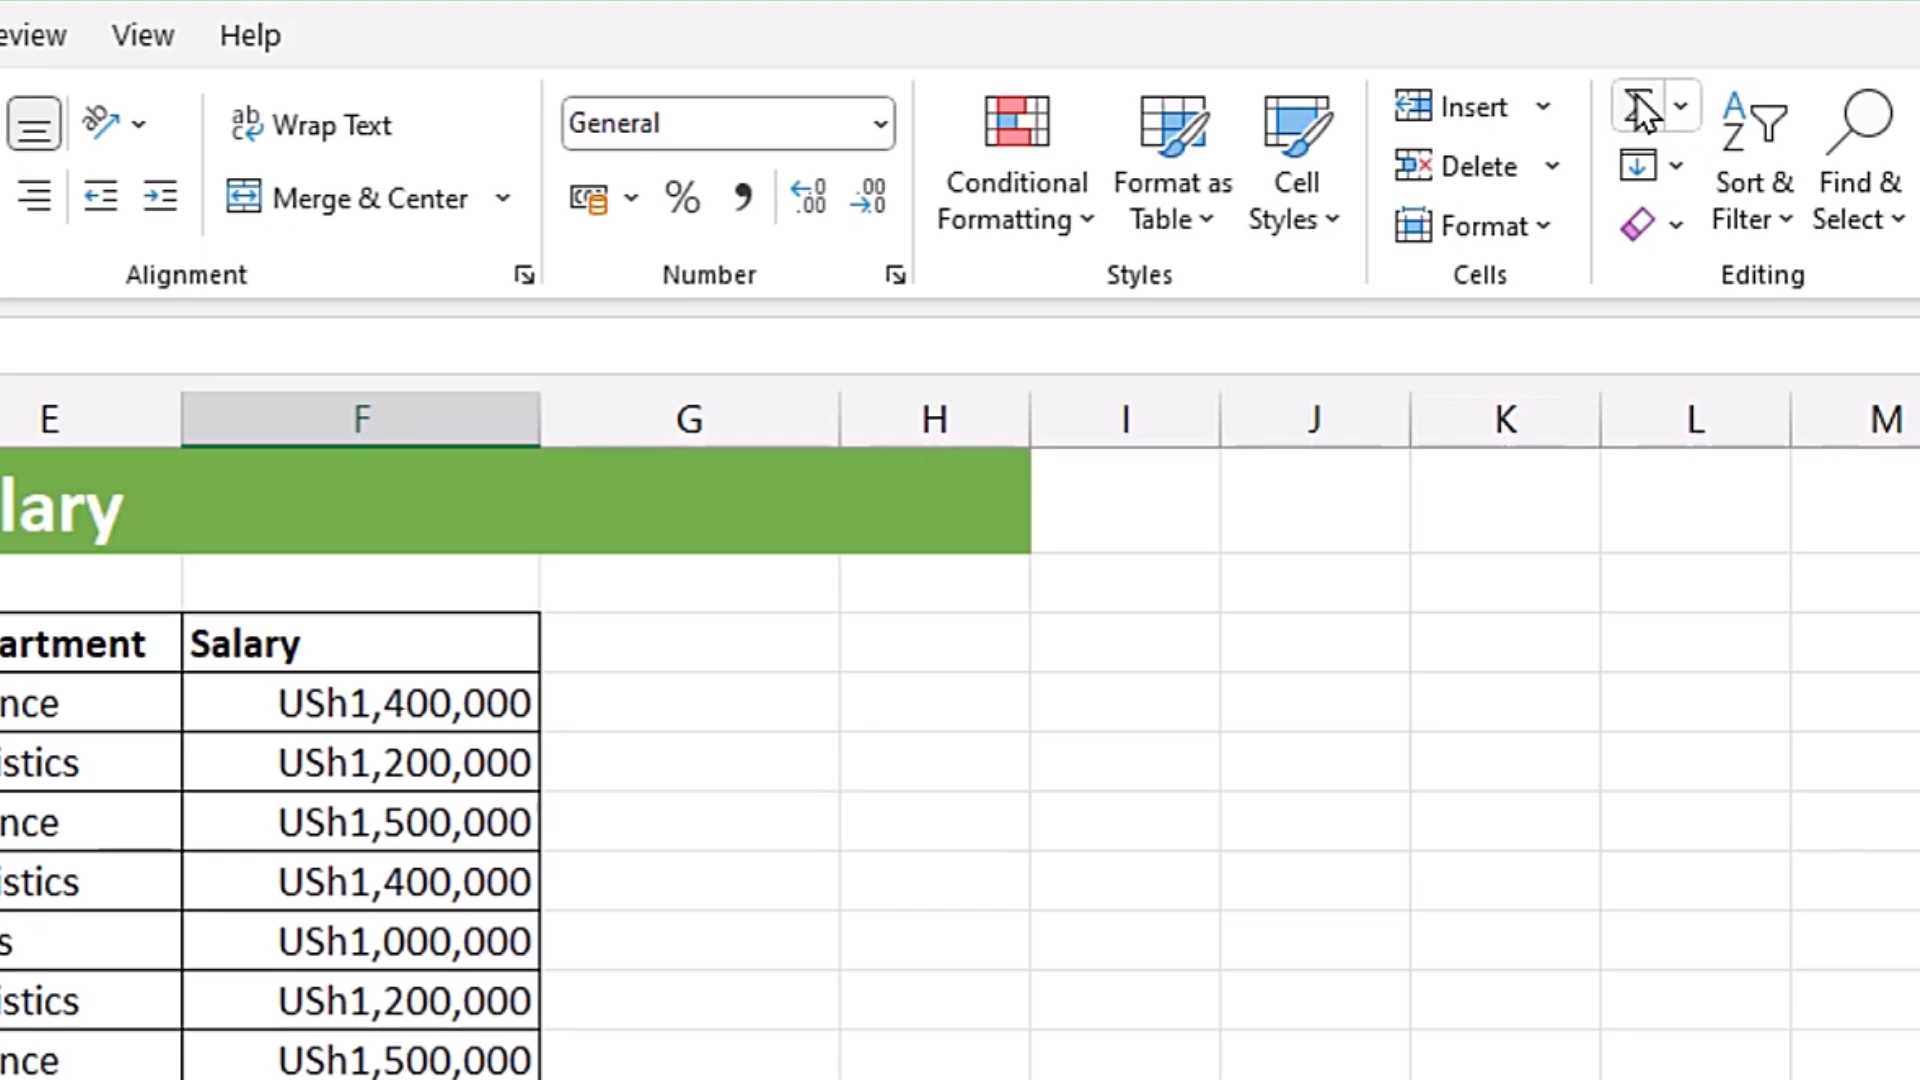 eview View Help
ab Wrap Text
Merge & Center
General
% .00 .00
Conditional Formatting
Format as Table
Cell Styles
Insert
Delete
Format
Sort & Filter
Find & Select
Alignment Number Styles Cells Editing
E F G H I J K L M
lary
artment Salary
nce USh1,400,000
istics USh1,200,000
nce USh1,500,000
istics USh1,400,000
s USh1,000,000
istics USh1,200,000
nce USh1,500,000